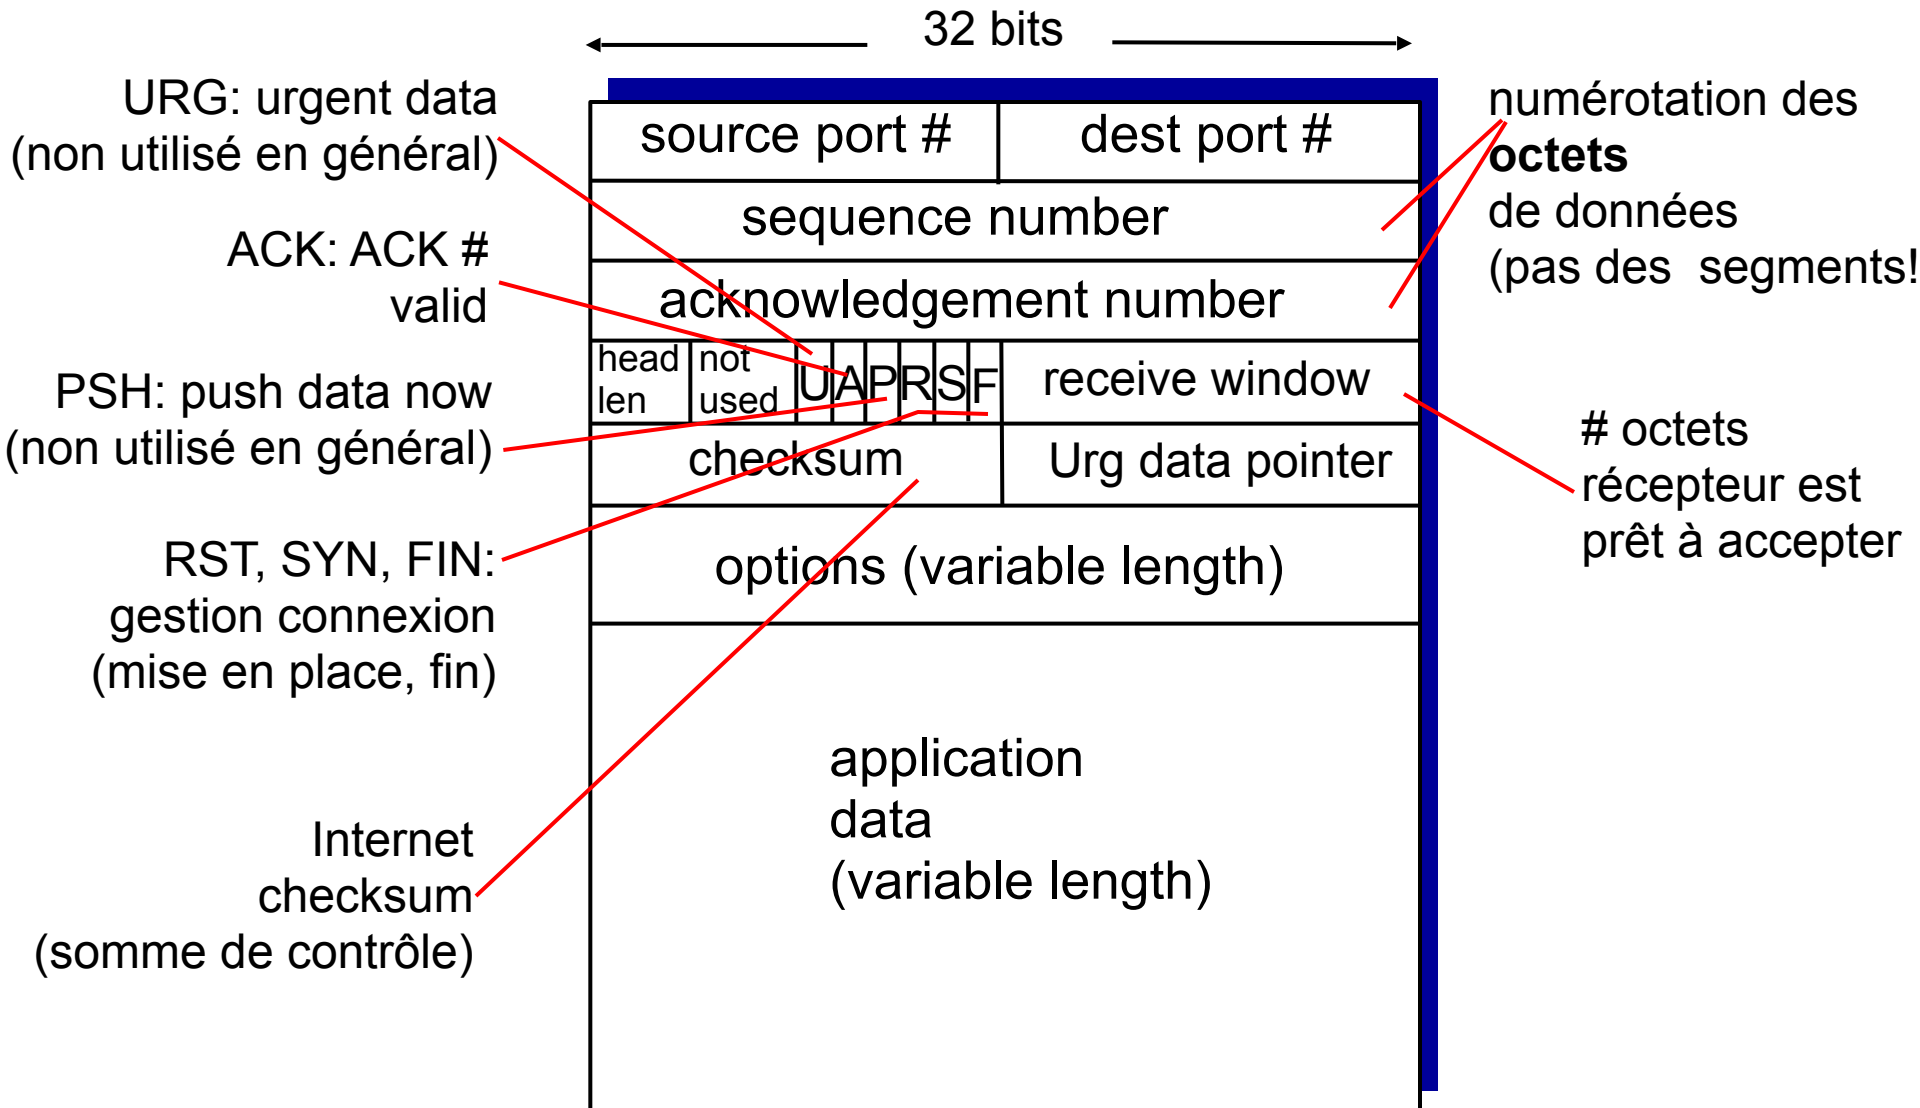 32 bits
URG: urgent data
(non utilisé en général)
ACK: ACK #
valid
PSH: push data now
(non utilisé en général)
RST, SYN, FIN:
gestion connexion
(mise en place, fin)
Internet
checksum
(somme de contrôle)
source port #
dest port #
sequence number
acknowledgement number
head
len
not
used
U
A
P
R
S
F
receive window
checksum
Urg data pointer
options (variable length)
application
data
(variable length)
numérotation des
octets
de données
(pas des segments!
# octets
récepteur est
prêt à accepter